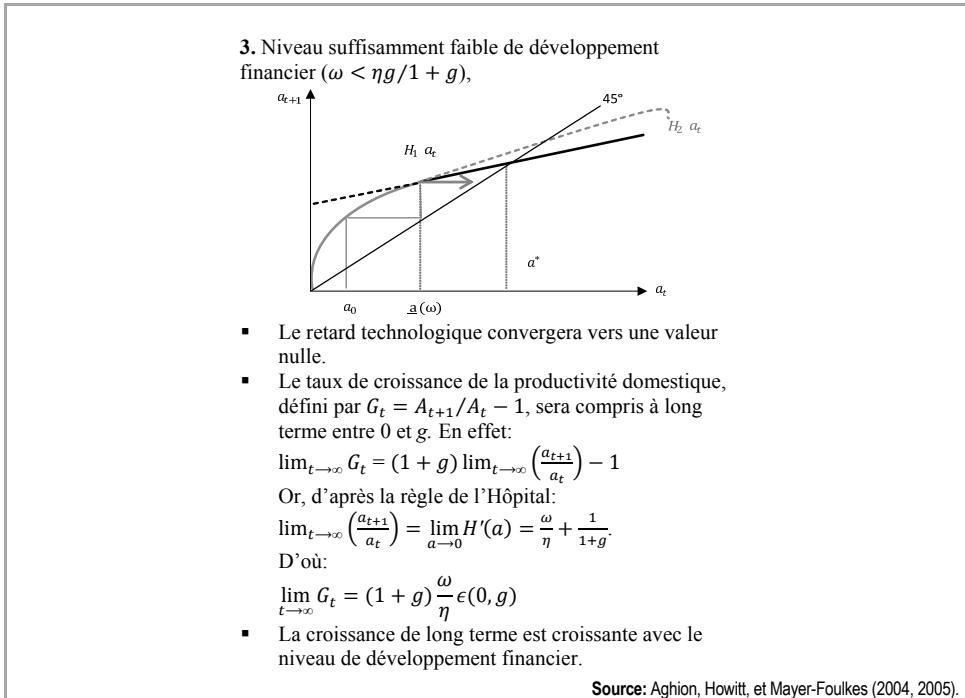 3. Niveau suffisamment faible de développement
financier (ω < ηg/1 + g),
a_{t+1}
45°
H_2 a_t
H_1 a_t
a*
a_t
a_0 a(ω)
▪ Le retard technologique convergera vers une valeur
nulle.
▪ Le taux de croissance de la productivité domestique,
défini par G_t = A_{t+1}/A_t − 1, sera compris à long
terme entre 0 et g. En effet:
lim_{t→∞} G_t = (1 + g) lim_{t→∞} (a_{t+1}/a_t) − 1
Or, d'après la règle de l'Hôpital:
lim_{t→∞} (a_{t+1}/a_t) = lim_{a→0} H′(a) = ω/η + 1/(1+g).
D'où:
lim_{t→∞} G_t = (1 + g) ω/η ϵ(0, g)
▪ La croissance de long terme est croissante avec le
niveau de développement financier.
Source: Aghion, Howitt, et Mayer-Foulkes (2004, 2005).